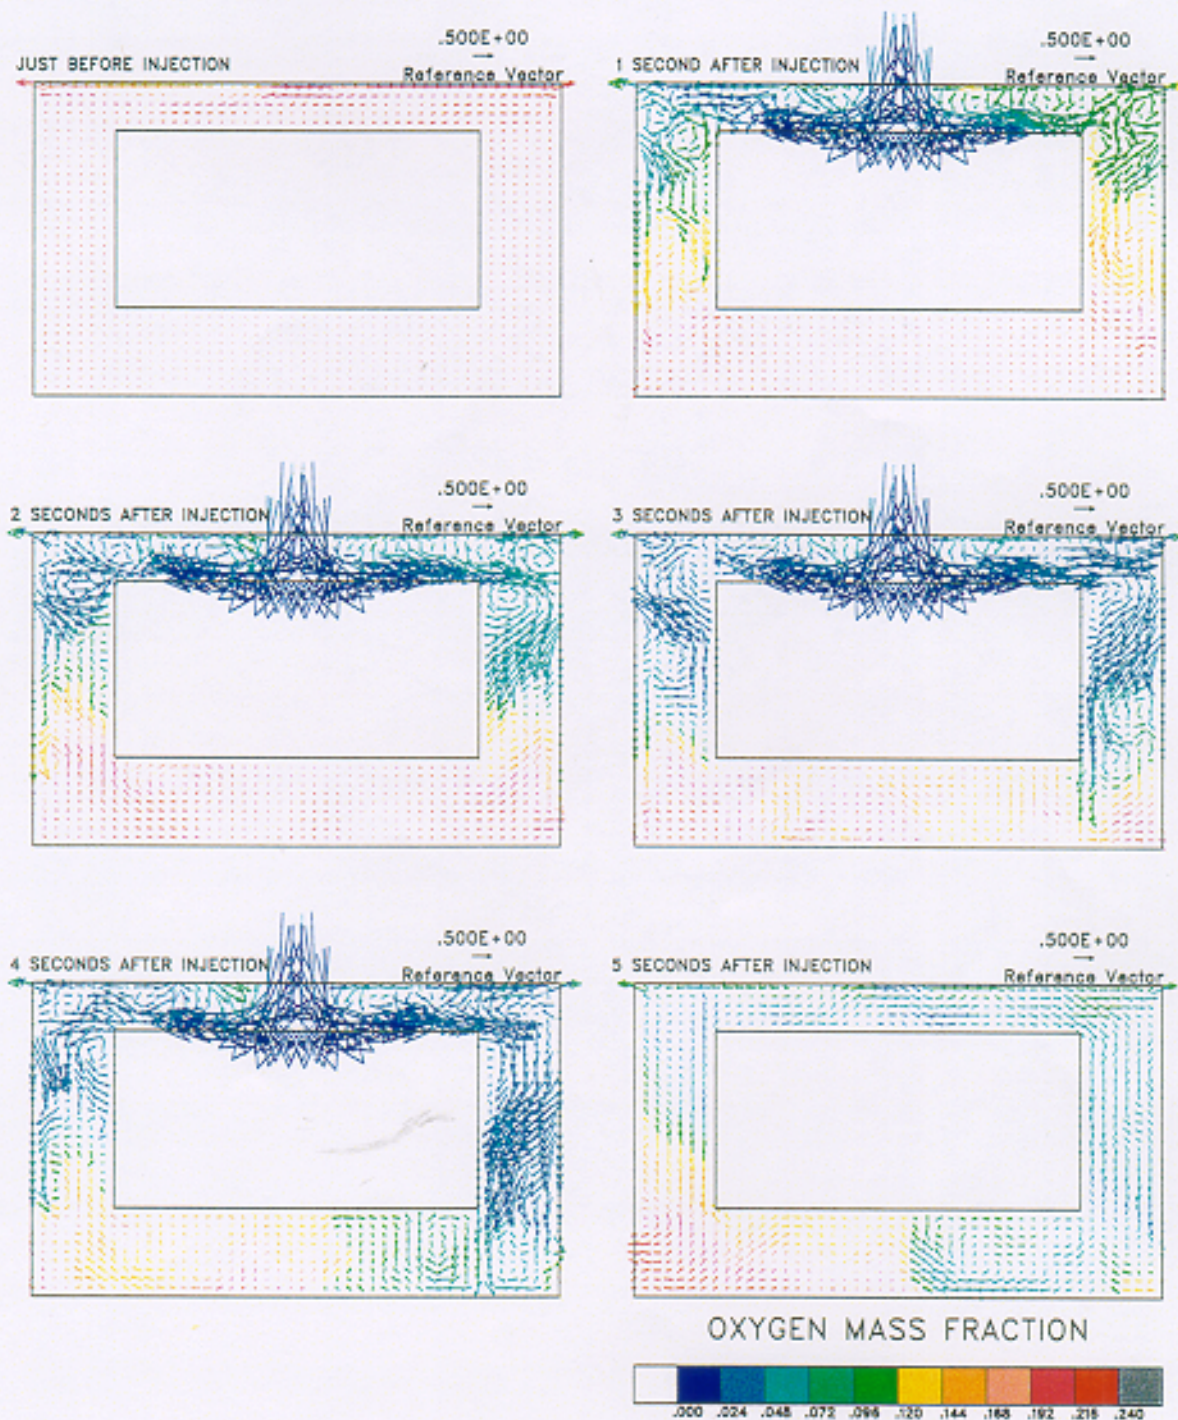 .500E+00
JUST BEFORE INJECTION
Reference Vector
.500E+00
1 SECOND AFTER INJECTION
Reference Vector
.500E+00
2 SECONDS AFTER INJECTION
Reference Vector
.500E+00
3 SECONDS AFTER INJECTION
Reference Vector
.500E+00
4 SECONDS AFTER INJECTION
Reference Vector
.500E+00
5 SECONDS AFTER INJECTION
Reference Vector
OXYGEN MASS FRACTION
.000 .024 .048 .072 .096 .120 .144 .168 .192 .216 .240